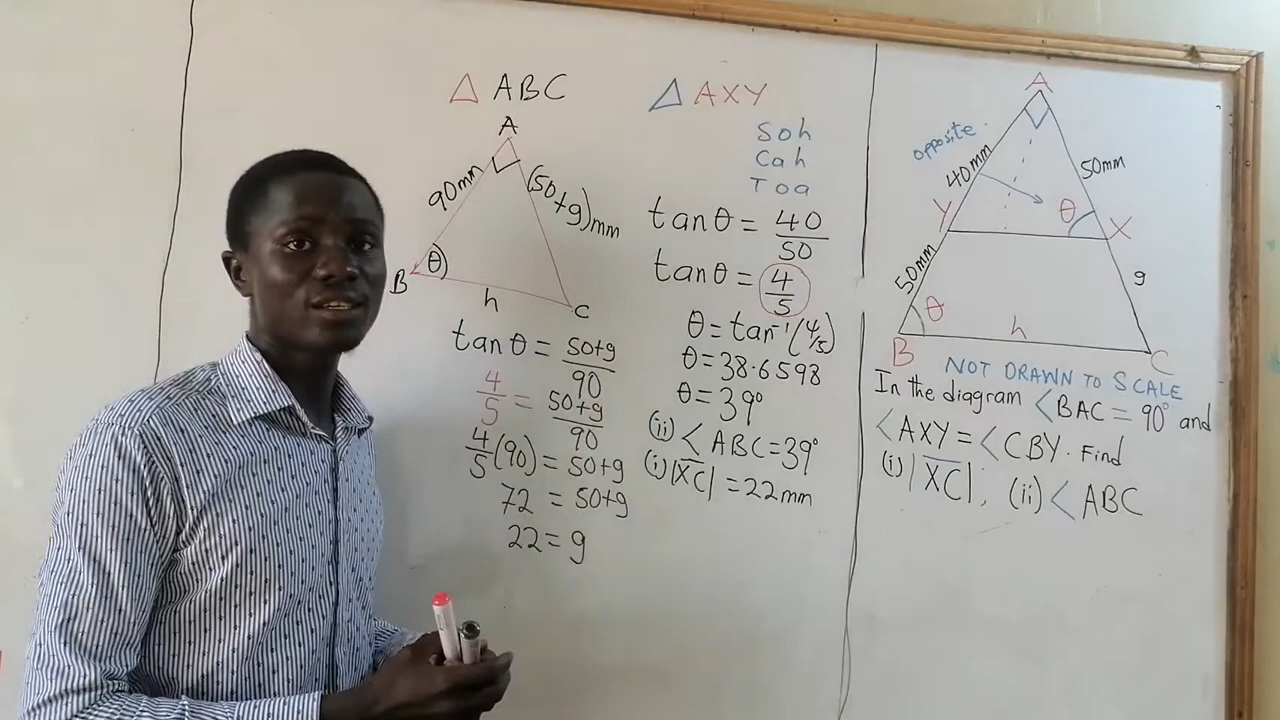 △ ABC
A
90mm
(50+g)mm
B
θ
h
C
tanθ = 50+g/90
4/5 = 50+g/90
4/5(90) = 50+g
72 = 50+g
22 = g
△ AXY
Soh
Cah
Toa
tanθ = 40/50
tanθ = 4/5
θ = tan⁻¹(4/5)
θ = 38.6598
θ = 39°
(ii) <ABC = 39°
(i) |XC| = 22mm
A
opposite
40mm
50mm
Y
θ
X
50mm
g
θ
h
B
C
NOT DRAWN TO SCALE
In the diagram <BAC = 90° and
<AXY = <CBY. Find
(i) |XC|, (ii) <ABC